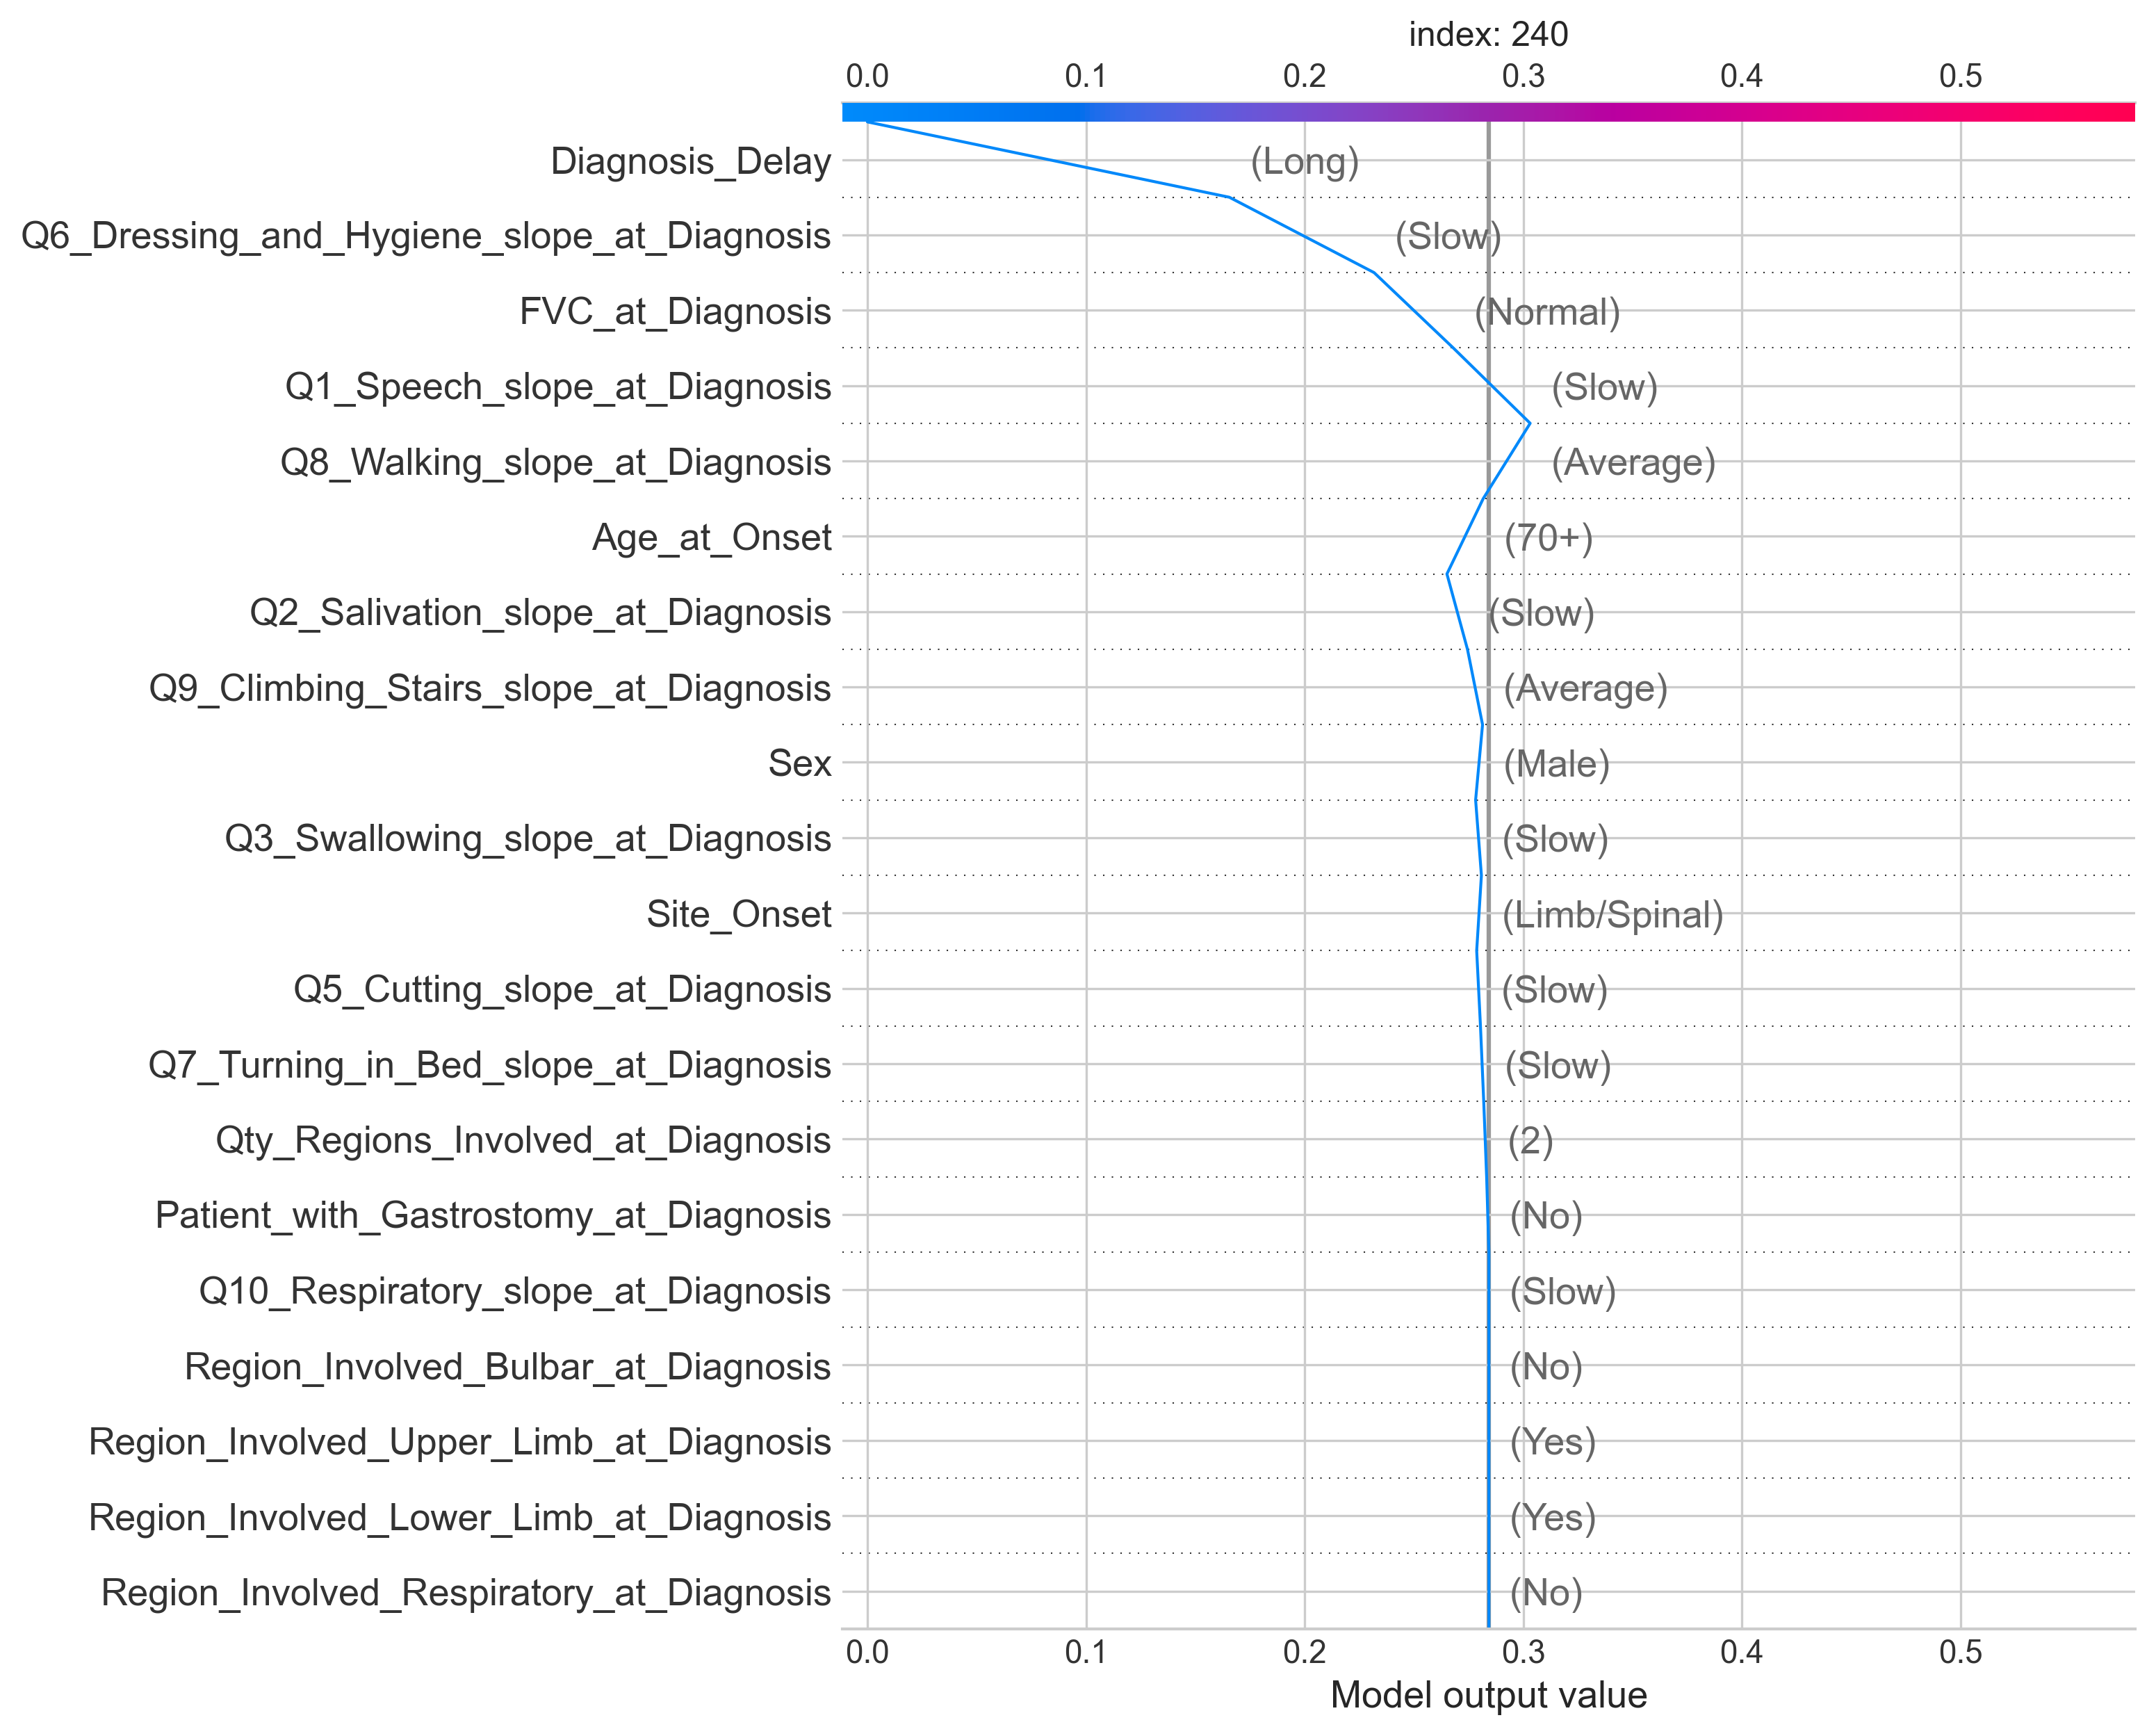 index: 240
0.0 0.1 0.2 0.3 0.4 0.5
Diagnosis_Delay (Long)
Q6_Dressing_and_Hygiene_slope_at_Diagnosis (Slow)
FVC_at_Diagnosis (Normal)
Q1_Speech_slope_at_Diagnosis (Slow)
Q8_Walking_slope_at_Diagnosis (Average)
Age_at_Onset (70+)
Q2_Salivation_slope_at_Diagnosis (Slow)
Q9_Climbing_Stairs_slope_at_Diagnosis (Average)
Sex (Male)
Q3_Swallowing_slope_at_Diagnosis (Slow)
Site_Onset (Limb/Spinal)
Q5_Cutting_slope_at_Diagnosis (Slow)
Q7_Turning_in_Bed_slope_at_Diagnosis (Slow)
Qty_Regions_Involved_at_Diagnosis (2)
Patient_with_Gastrostomy_at_Diagnosis (No)
Q10_Respiratory_slope_at_Diagnosis (Slow)
Region_Involved_Bulbar_at_Diagnosis (No)
Region_Involved_Upper_Limb_at_Diagnosis (Yes)
Region_Involved_Lower_Limb_at_Diagnosis (Yes)
Region_Involved_Respiratory_at_Diagnosis (No)
0.0 0.1 0.2 0.3 0.4 0.5
Model output value